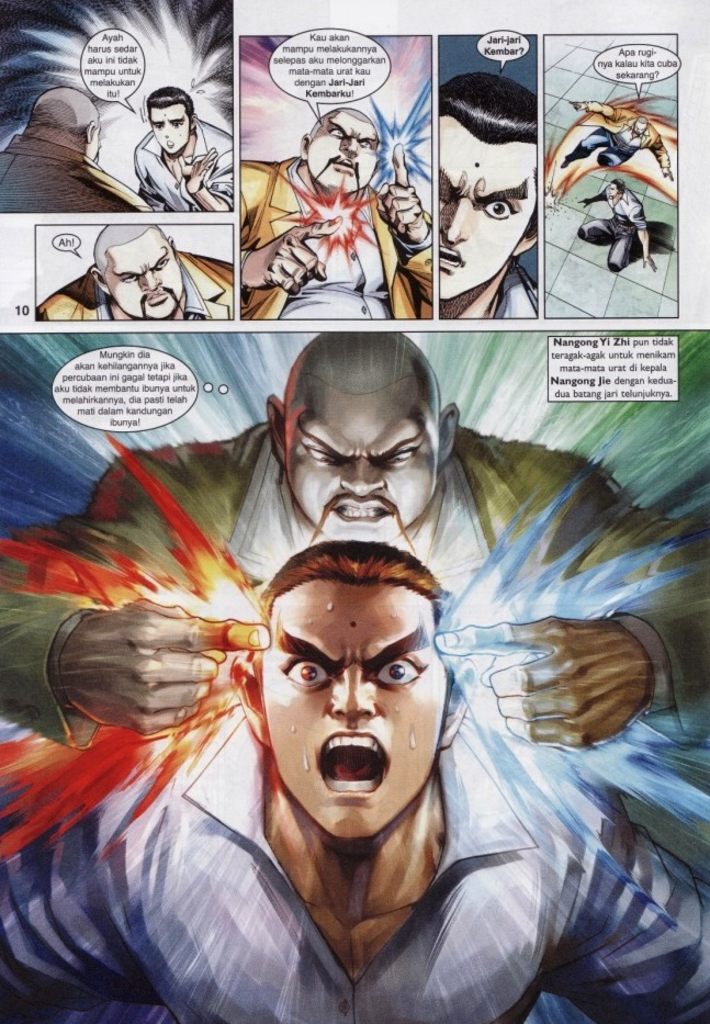 Ayah
harus sedar
aku ini tidak
mampu untuk
melakukan
itu!
Kau akan
mampu melakukannya
selepas aku melonggarkan
mata-mata urat kau
dengan Jari-Jari
Kembarku!
Jari-jari
Kembar?
Apa rugi-
nya kalau kita cuba
sekarang?
Ah!
10
Mungkin dia
akan kehilangannya jika
percubaan ini gagal tetapi jika
aku tidak membantu ibunya untuk
melahirkannya, dia pasti telah
mati dalam kandungan
ibunya!
Nangong Yi Zhi pun tidak
teragak-agak untuk menikam
mata-mata urat di kepala
Nangong Jie dengan kedua-
dua batang jari telunjuknya.